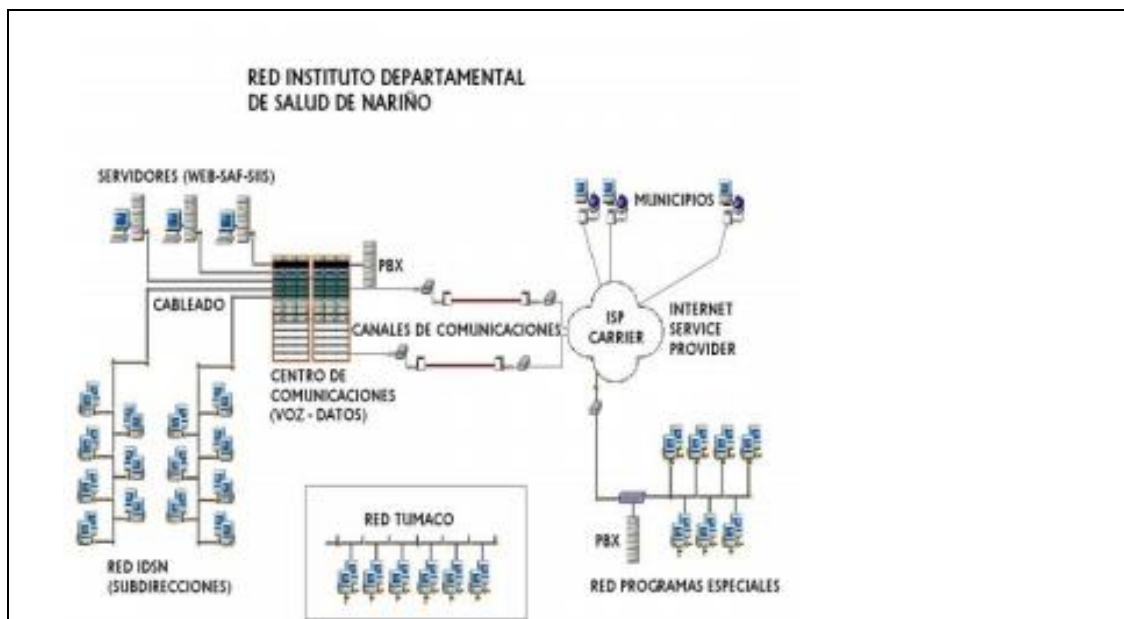 RED INSTITUTO DEPARTAMENTAL
DE SALUD DE NARIÑO
SERVIDORES (WEB-SAF-SIIS)
MUNICIPIOS
PBX
CABLEADO
CANALES DE COMUNICACIONES
ISP
CARRIER
INTERNET
SERVICE
PROVIDER
CENTRO DE
COMUNICACIONES
(VOZ - DATOS)
RED TUMACO
PBX
RED IDSN
(SUBDIRECCIONES)
RED PROGRAMAS ESPECIALES